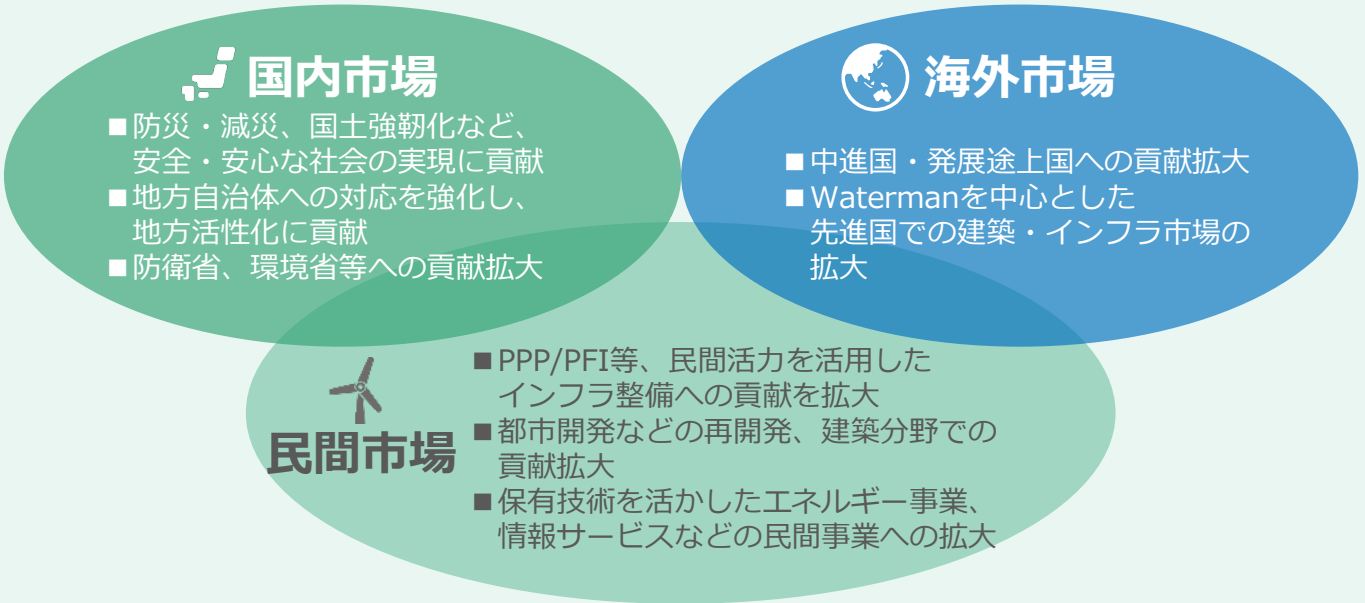 国内市場
■防災・減災、国土強靭化など、
安全・安心な社会の実現に貢献
■地方自治体への対応を強化し、
地方活性化に貢献
■防衛省、環境省等への貢献拡大
海外市場
■中進国・発展途上国への貢献拡大
■Watermanを中心とした
先進国での建築・インフラ市場の
拡大
民間市場
■PPP/PFI等、民間活力を活用した
インフラ整備への貢献を拡大
■都市開発などの再開発、建築分野での
貢献拡大
■保有技術を活かしたエネルギー事業、
情報サービスなどの民間事業への拡大